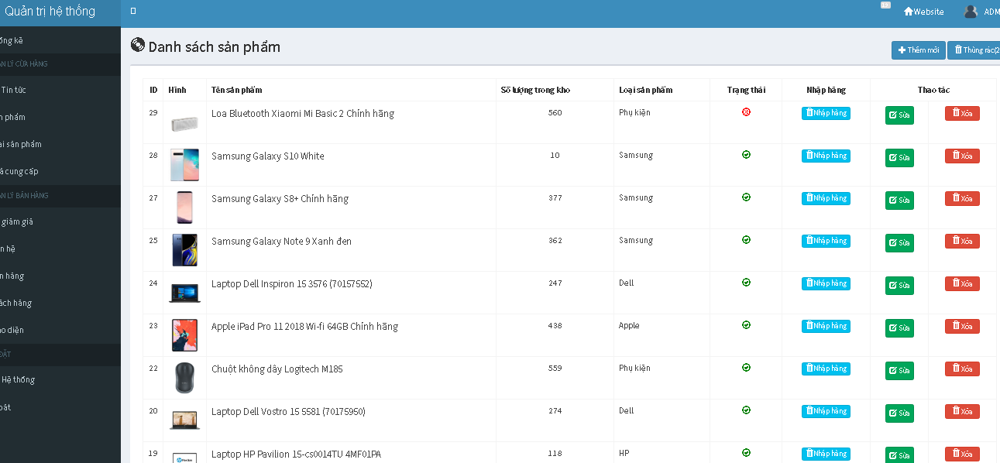 Quản trị hệ thống
13
Website
ADM
ống kê
ẢN LÝ CỬA HÀNG
Tin tức
n phẩm
ại sản phẩm
à cung cấp
ẢN LÝ BÁN HÀNG
giảm giá
n hệ
n hàng
ách hàng
ao diện
ĐẶT
Hệ thống
oát
Danh sách sản phẩm
Thêm mới
Thùng rác(2
ID Hình Tên sản phẩm Số lượng trong kho Loại sản phẩm Trạng thái Nhập hàng Thao tác
29 Loa Bluetooth Xiaomi Mi Basic 2 Chính hãng 560 Phụ kiện Nhập hàng Sửa Xóa
28 Samsung Galaxy S10 White 10 Samsung Nhập hàng Sửa Xóa
27 Samsung Galaxy S8+ Chính hãng 377 Samsung Nhập hàng Sửa Xóa
25 Samsung Galaxy Note 9 Xanh đen 362 Samsung Nhập hàng Sửa Xóa
24 Laptop Dell Inspiron 15 3576 (70157552) 247 Dell Nhập hàng Sửa Xóa
23 Apple iPad Pro 11 2018 Wi-fi 64GB Chính hãng 438 Apple Nhập hàng Sửa Xóa
22 Chuột không dây Logitech M185 559 Phụ kiện Nhập hàng Sửa Xóa
20 Laptop Dell Vostro 15 5581 (70175950) 274 Dell Nhập hàng Sửa Xóa
19 Laptop HP Pavilion 15-cs0014TU 4MF01PA 118 HP Nhập hàng Sửa Xóa